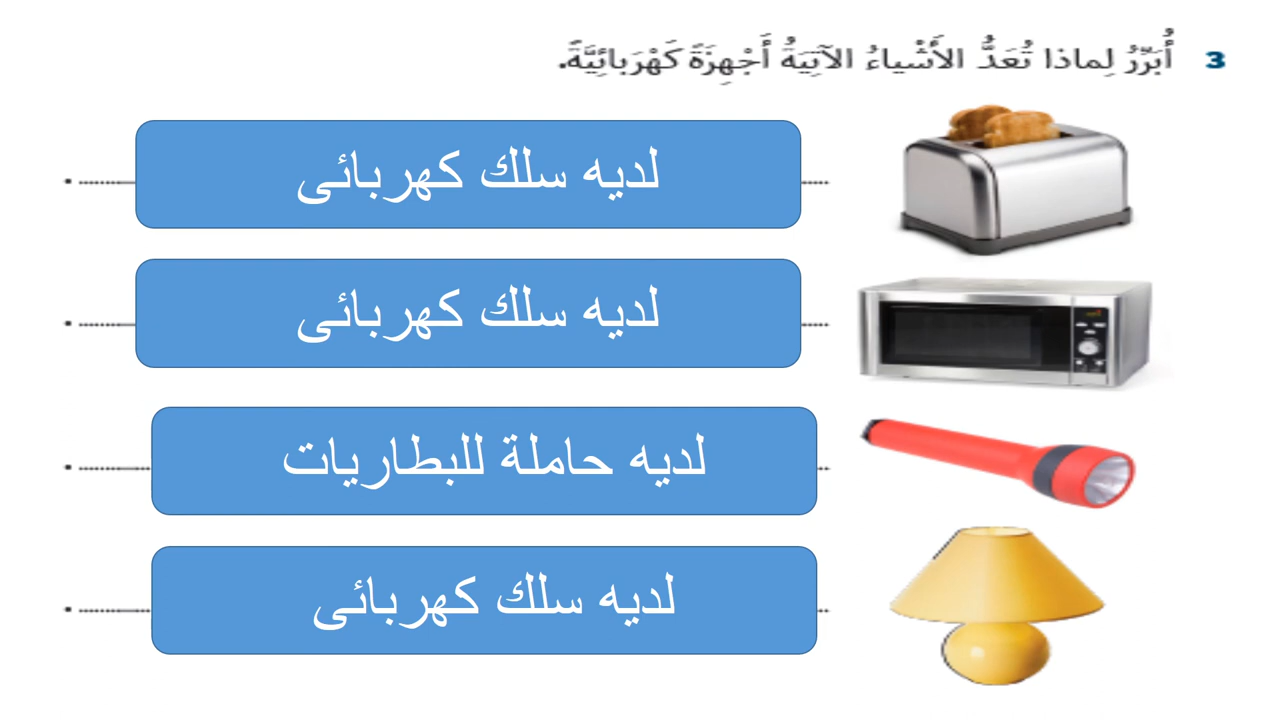 3 أُبَرِّرُ لِماذا تُعَدُّ الأَشْياءُ الآتِيَةُ أَجْهِزَةً كَهْرَبائِيَّةً.
لديه سلك كهربائى
لديه سلك كهربائى
لديه حاملة للبطاريات
لديه سلك كهربائى